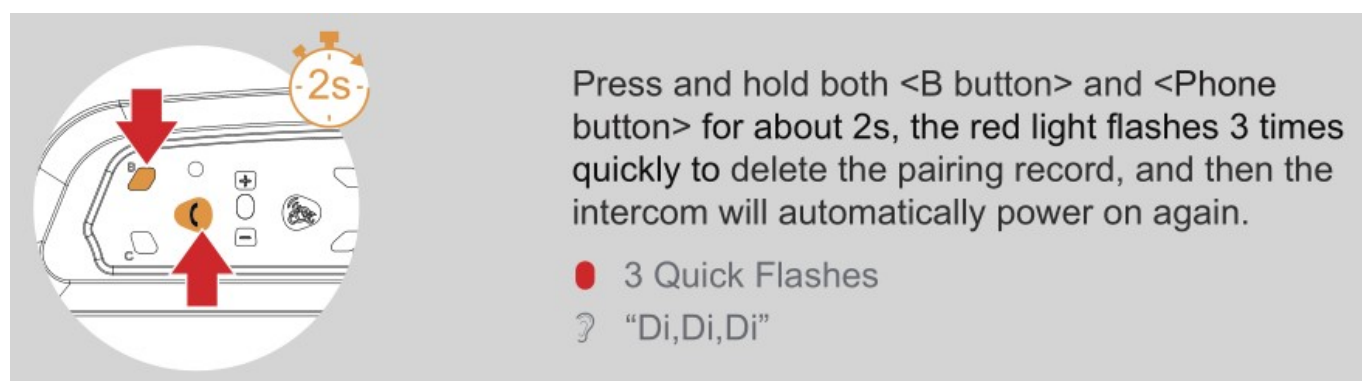 2s
B
C
+
−
Press and hold both <B button> and <Phone
button> for about 2s, the red light flashes 3 times
quickly to delete the pairing record, and then the
intercom will automatically power on again.
3 Quick Flashes
“Di,Di,Di”